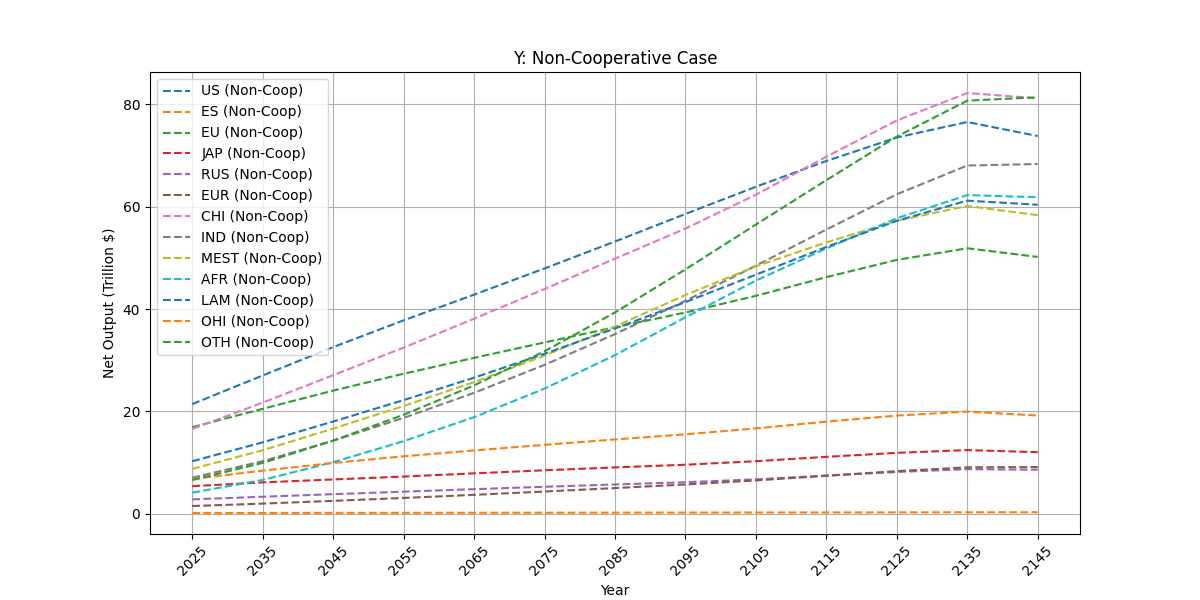 Y: Non-Cooperative Case
US (Non-Coop)
ES (Non-Coop)
EU (Non-Coop)
JAP (Non-Coop)
RUS (Non-Coop)
EUR (Non-Coop)
CHI (Non-Coop)
IND (Non-Coop)
MEST (Non-Coop)
AFR (Non-Coop)
LAM (Non-Coop)
OHI (Non-Coop)
OTH (Non-Coop)
Net Output (Trillion $)
80
60
40
20
0
2025 2035 2045 2055 2065 2075 2085 2095 2105 2115 2125 2135 2145
Year